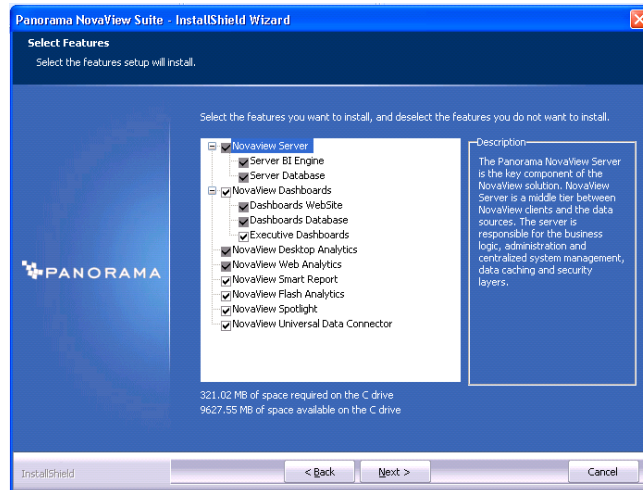 Panorama NovaView Suite - InstallShield Wizard
Select Features
Select the features setup will install.
Select the features you want to install, and deselect the features you do not want to install.
Novaview Server
Server BI Engine
Server Database
NovaView Dashboards
Dashboards WebSite
Dashboards Database
Executive Dashboards
NovaView Desktop Analytics
NovaView Web Analytics
NovaView Smart Report
NovaView Flash Analytics
NovaView Spotlight
NovaView Universal Data Connector
Description
The Panorama NovaView Server
is the key component of the
NovaView solution. NovaView
Server is a middle tier between
NovaView clients and the data
sources. The server is
responsible for the business
logic, administration and
centralized system management,
data caching and security
layers.
PANORAMA
321.02 MB of space required on the C drive
9627.55 MB of space available on the C drive
InstallShield
< Back
Next >
Cancel